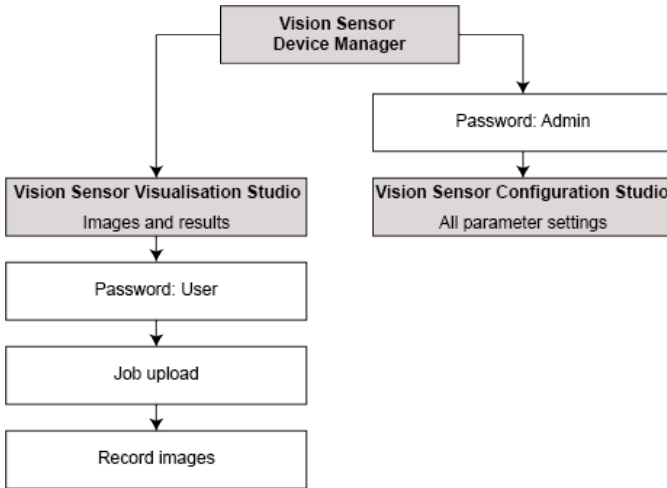 Vision Sensor
Device Manager
Password: Admin
Vision Sensor Visualisation Studio
Images and results
Vision Sensor Configuration Studio
All parameter settings
Password: User
Job upload
Record images